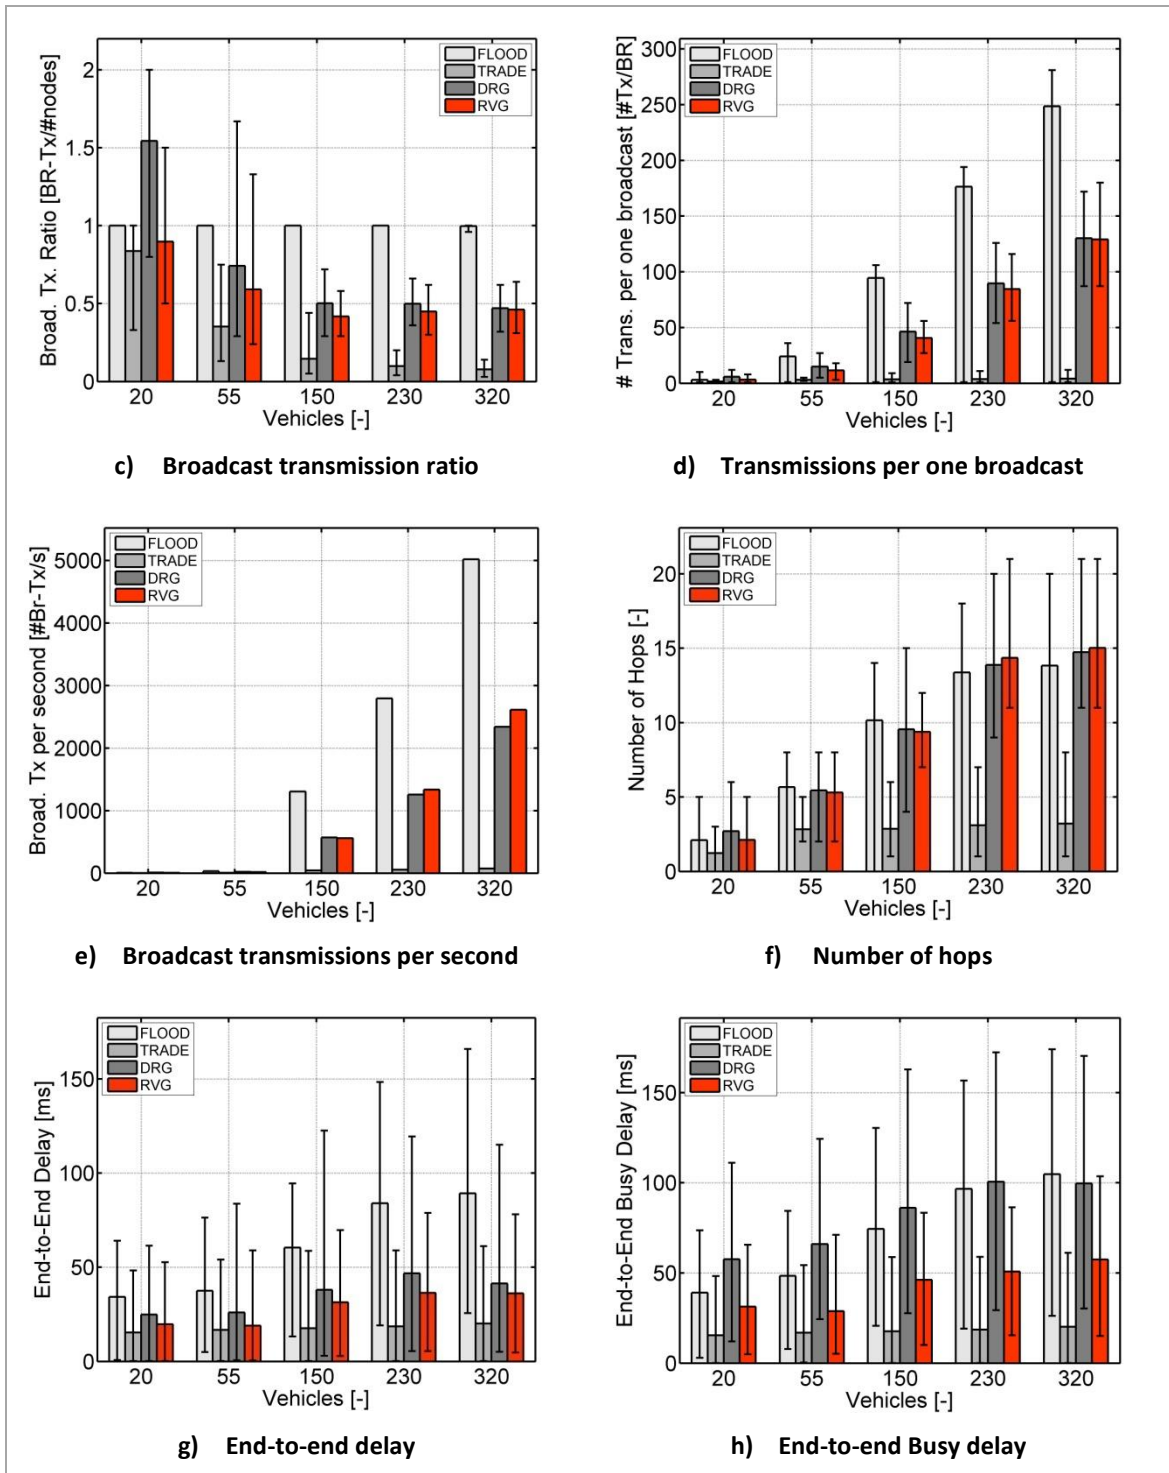 Broad. Tx. Ratio [BR-Tx/#nodes]
2
1.5
1
0.5
0
FLOOD
TRADE
DRG
RVG
20 55 150 230 320
Vehicles [-]
c) Broadcast transmission ratio
# Trans. per one broadcast [#Tx/BR]
300
250
200
150
100
50
0
FLOOD
TRADE
DRG
RVG
20 55 150 230 320
Vehicles [-]
d) Transmissions per one broadcast
Broad. Tx per second [#Br-Tx/s]
5000
4000
3000
2000
1000
0
FLOOD
TRADE
DRG
RVG
20 55 150 230 320
Vehicles [-]
e) Broadcast transmissions per second
Number of Hops [-]
20
15
10
5
0
FLOOD
TRADE
DRG
RVG
20 55 150 230 320
Vehicles [-]
f) Number of hops
End-to-End Delay [ms]
150
100
50
0
FLOOD
TRADE
DRG
RVG
20 55 150 230 320
Vehicles [-]
g) End-to-end delay
End-to-End Busy Delay [ms]
150
100
50
0
FLOOD
TRADE
DRG
RVG
20 55 150 230 320
Vehicles [-]
h) End-to-end Busy delay